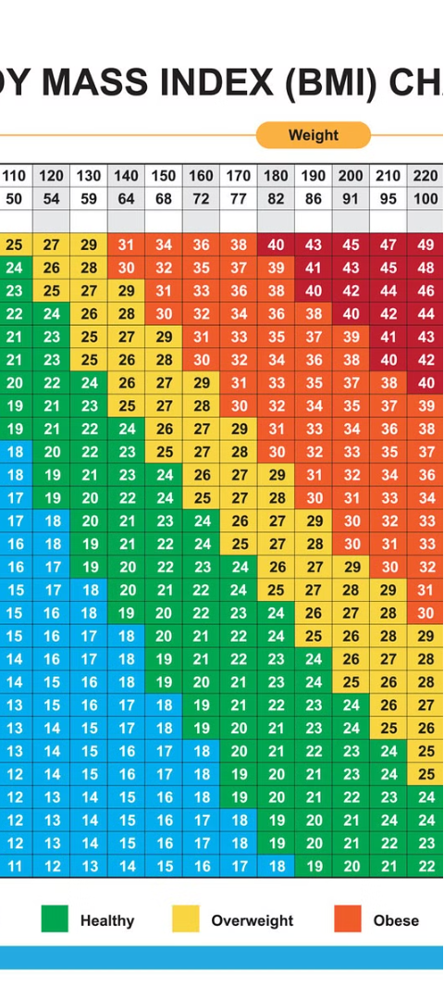 DY MASS INDEX (BMI) CHA
Weight
110 120 130 140 150 160 170 180 190 200 210 220
50 54 59 64 68 72 77 82 86 91 95 100
25 27 29 31 34 36 38 40 43 45 47 49
24 26 28 30 32 35 37 39 41 43 45 48
23 25 27 29 31 33 36 38 40 42 44 46
22 24 26 28 30 32 34 36 38 40 42 44
21 23 25 27 29 31 33 35 37 39 41 43
21 23 25 26 28 30 32 34 36 38 40 42
20 22 24 26 27 29 31 33 35 37 38 40
19 21 23 25 27 28 30 32 34 35 37 39
19 21 22 24 26 27 29 31 33 34 36 38
18 20 22 23 25 27 28 30 32 33 35 37
18 19 21 23 24 26 27 29 31 32 34 36
17 19 20 22 24 25 27 28 30 31 33 34
17 18 20 21 23 24 26 27 29 30 32 33
16 18 19 21 22 24 25 27 28 30 31 33
16 17 19 20 22 23 24 26 27 29 30 32
15 17 18 20 21 22 24 25 27 28 29 31
15 16 18 19 20 22 23 24 26 27 28 30
15 16 17 18 20 21 22 24 25 26 28 29
14 16 17 18 19 21 22 23 24 26 27 28
14 15 16 18 19 20 21 23 24 25 26 28
13 15 16 17 18 19 21 22 23 24 26 27
13 14 15 17 18 19 20 21 23 24 25 26
13 14 15 16 17 18 20 21 22 23 24 25
12 14 15 16 17 18 19 20 21 23 24 25
12 13 14 15 16 18 19 20 21 22 23 24
12 13 14 15 16 17 18 19 20 21 24 24
12 13 14 15 16 17 18 19 20 21 22 23
11 12 13 14 15 16 17 18 19 20 21 22
Healthy Overweight Obese